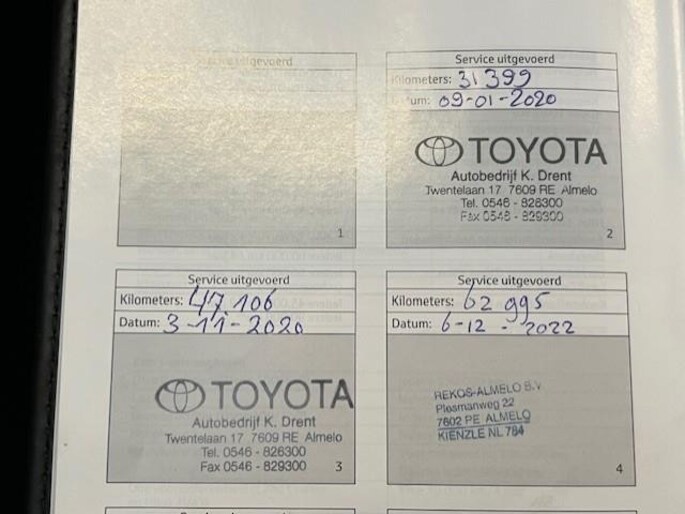 Service uitgevoerd
1
Service uitgevoerd
Kilometers: 31 399
Datum: 09-01-2020
TOYOTA
Autobedrijf K. Drent
Twentelaan 17 7609 RE Almelo
Tel. 0546 - 826300
Fax 0546 - 829300
2
Service uitgevoerd
Kilometers: 47.106
Datum: 3-11-2020
TOYOTA
Autobedrijf K. Drent
Twentelaan 17 7609 RE Almelo
Tel. 0546 - 826300
Fax 0546 - 829300
3
Service uitgevoerd
Kilometers: 62 995
Datum: 6-12-2022
REKOS-ALMELO B.V
Plesmanweg 22
7602 PE ALMELO
KIENZLE NL 784
4